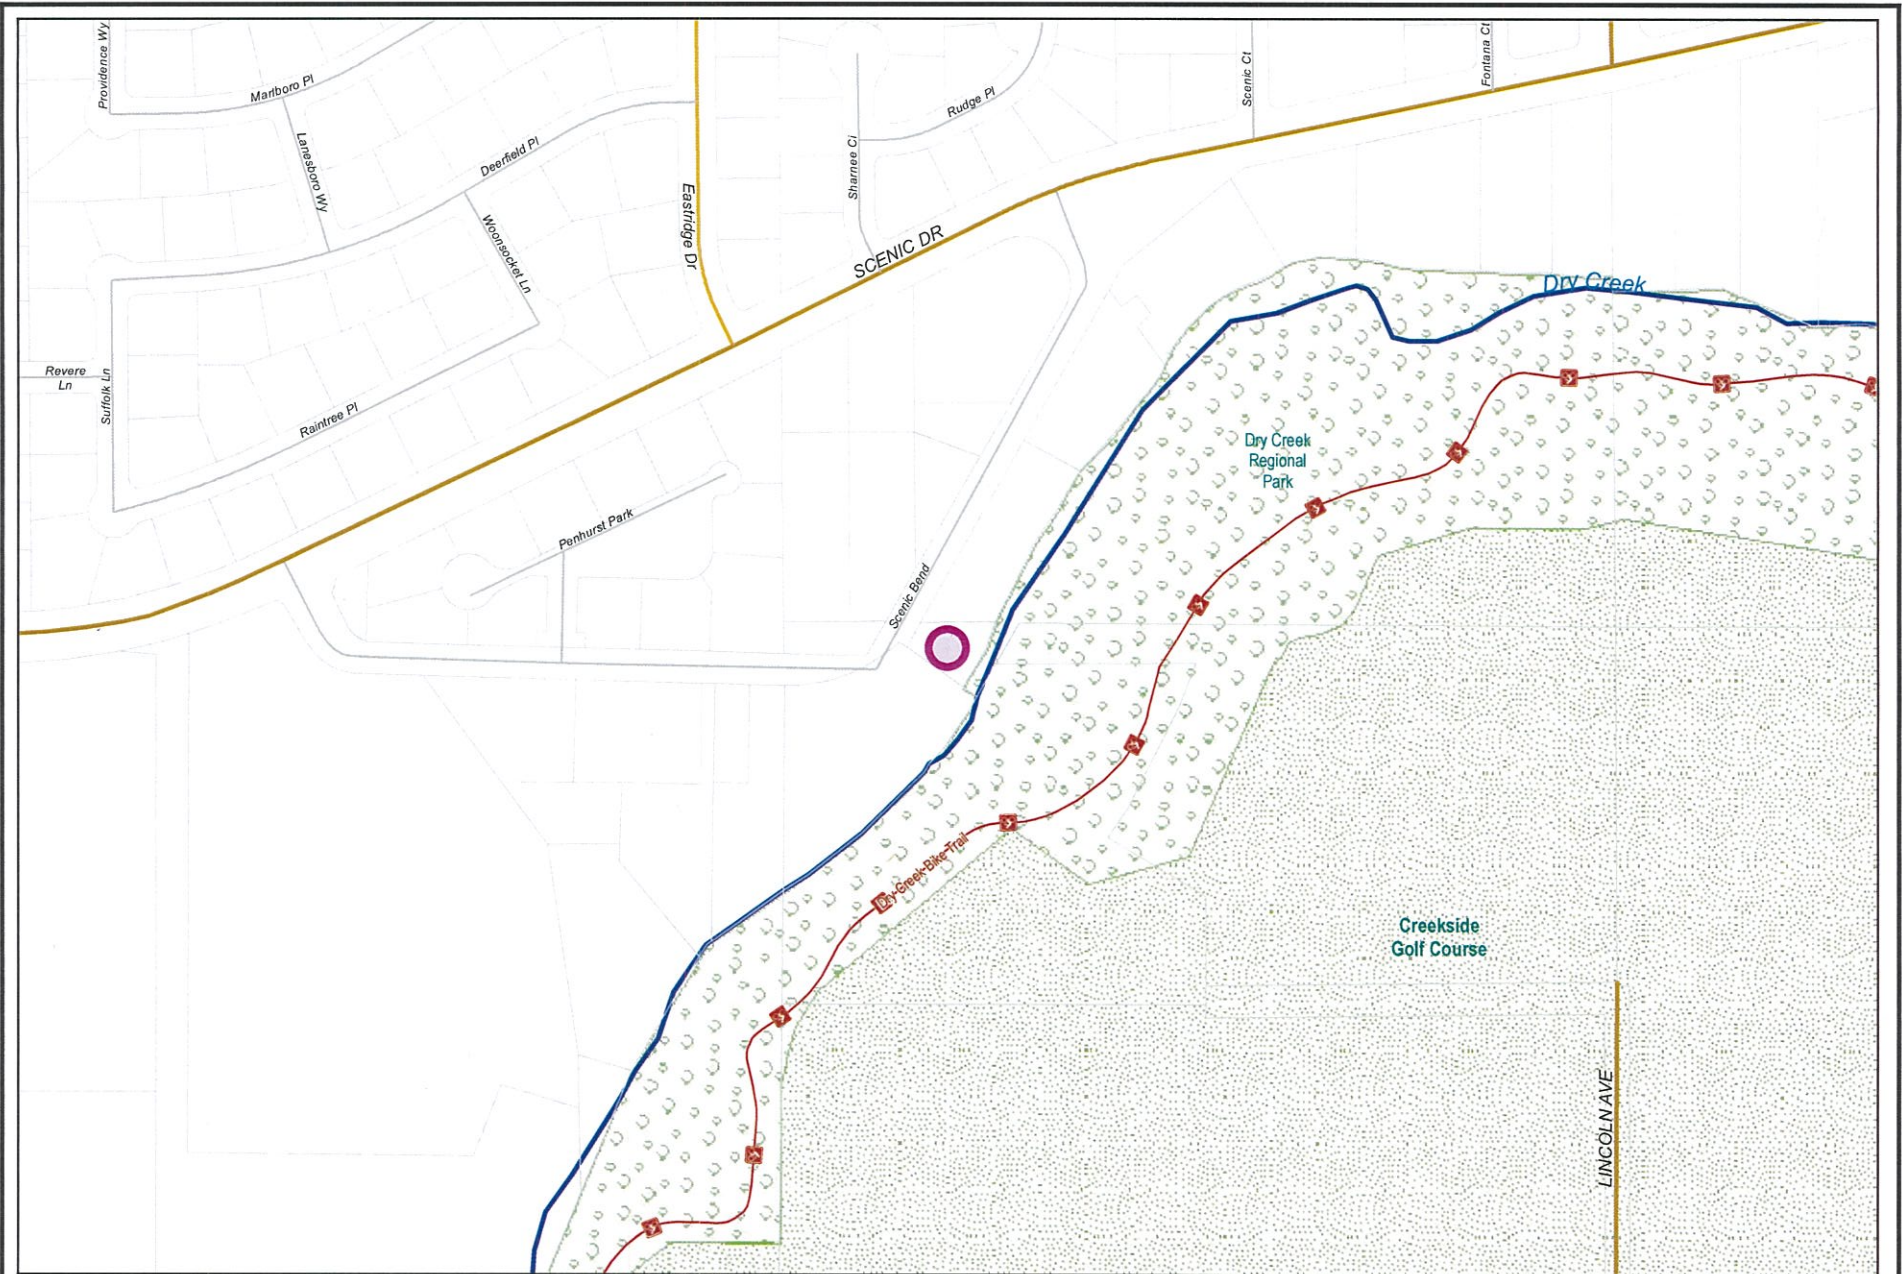 Providence Wy
Marlboro Pl
Lanesboro Wy
Deerfield Pl
Woonsocket Ln
Eastridge Dr
Sharnee Ct
Rudge Pl
Scenic Ct
Fontana Ct
SCENIC DR
Dry Creek
Revere
Ln
Suffolk Ln
Raintree Pl
Penhurst Park
Scenic Bend
Dry Creek
Regional
Park
Dry-Creek-Bike-Trail
Creekside
Golf Course
LINCOLN AVE